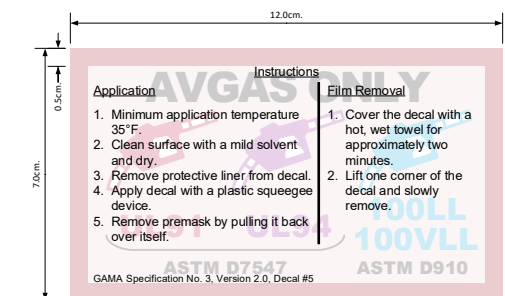 12.0cm.
0.5cm.
7.0cm.
AVGAS ONLY
Instructions
Application
1. Minimum application temperature
35°F.
2. Clean surface with a mild solvent
and dry.
3. Remove protective liner from decal.
4. Apply decal with a plastic squeegee
device.
5. Remove premask by pulling it back
over itself.
Film Removal
1. Cover the decal with a
hot, wet towel for
approximately two
minutes.
2. Lift one corner of the
decal and slowly
remove.
UL91
UL94
100LL
100VLL
ASTM D7547
ASTM D910
GAMA Specification No. 3, Version 2.0, Decal #5